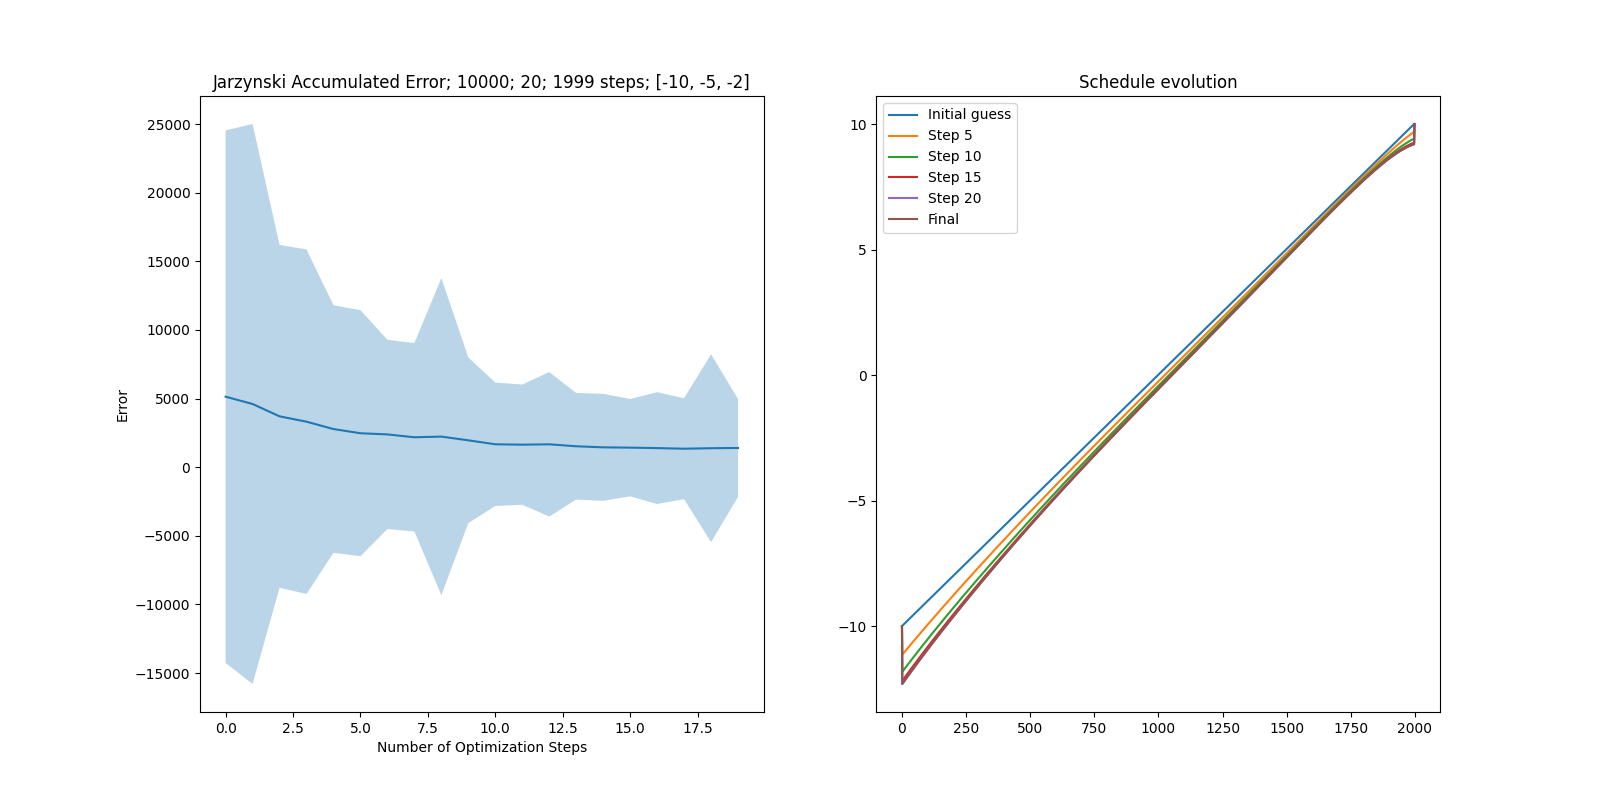 Jarzynski Accumulated Error; 10000; 20; 1999 steps; [-10, -5, -2]
25000
20000
15000
10000
5000
0
−5000
−10000
−15000
Error
0.0 2.5 5.0 7.5 10.0 12.5 15.0 17.5
Number of Optimization Steps
Schedule evolution
Initial guess
Step 5
Step 10
Step 15
Step 20
Final
10
5
0
−5
−10
0 250 500 750 1000 1250 1500 1750 2000